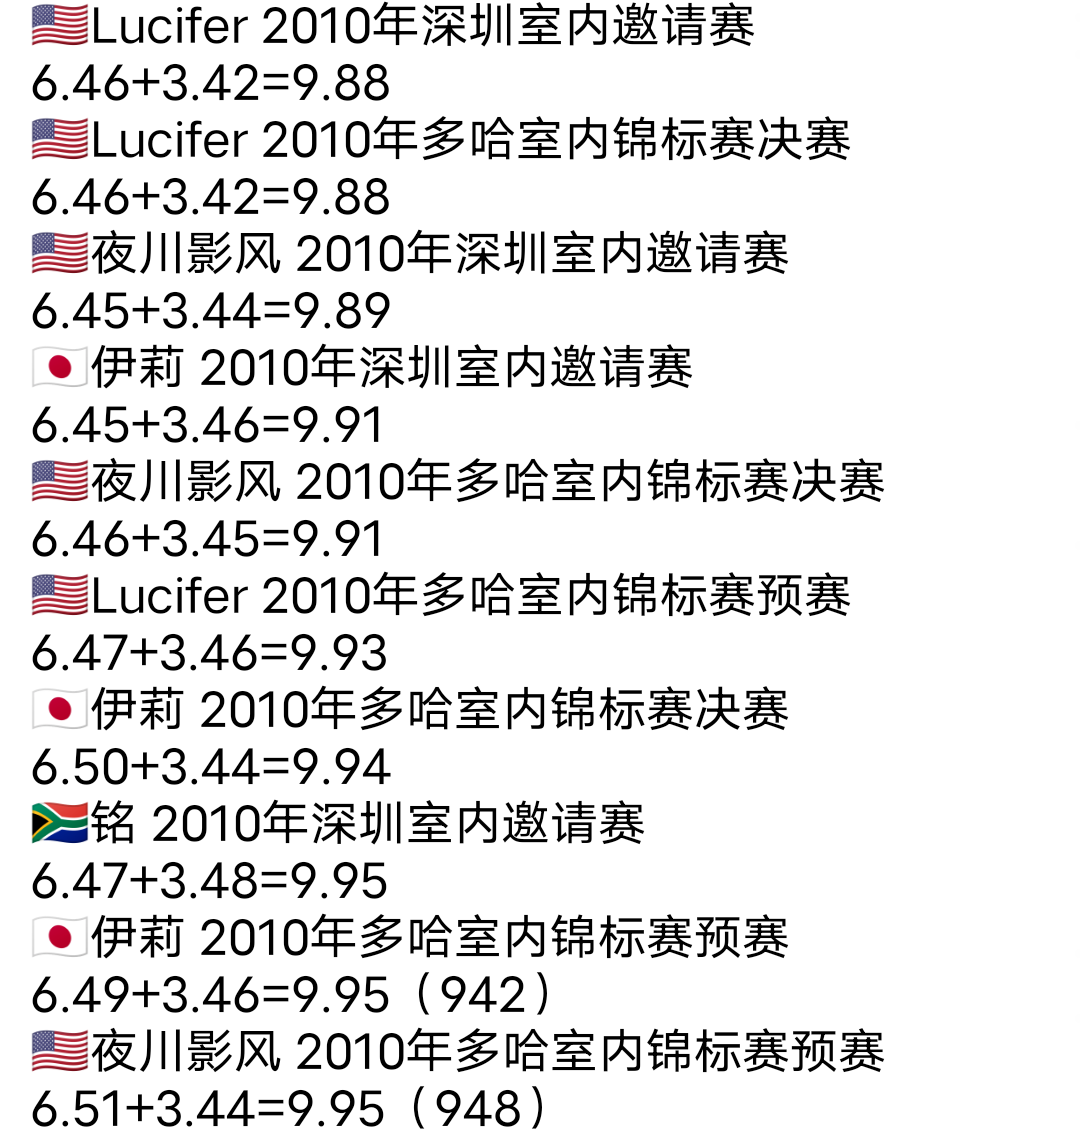 🇺🇸Lucifer 2010年深圳室内邀请赛
6.46+3.42=9.88
🇺🇸Lucifer 2010年多哈室内锦标赛决赛
6.46+3.42=9.88
🇺🇸夜川影风 2010年深圳室内邀请赛
6.45+3.44=9.89
🇯🇵伊莉 2010年深圳室内邀请赛
6.45+3.46=9.91
🇺🇸夜川影风 2010年多哈室内锦标赛决赛
6.46+3.45=9.91
🇺🇸Lucifer 2010年多哈室内锦标赛预赛
6.47+3.46=9.93
🇯🇵伊莉 2010年多哈室内锦标赛决赛
6.50+3.44=9.94
🇿🇦铭 2010年深圳室内邀请赛
6.47+3.48=9.95
🇯🇵伊莉 2010年多哈室内锦标赛预赛
6.49+3.46=9.95（942）
🇺🇸夜川影风 2010年多哈室内锦标赛预赛
6.51+3.44=9.95（948）